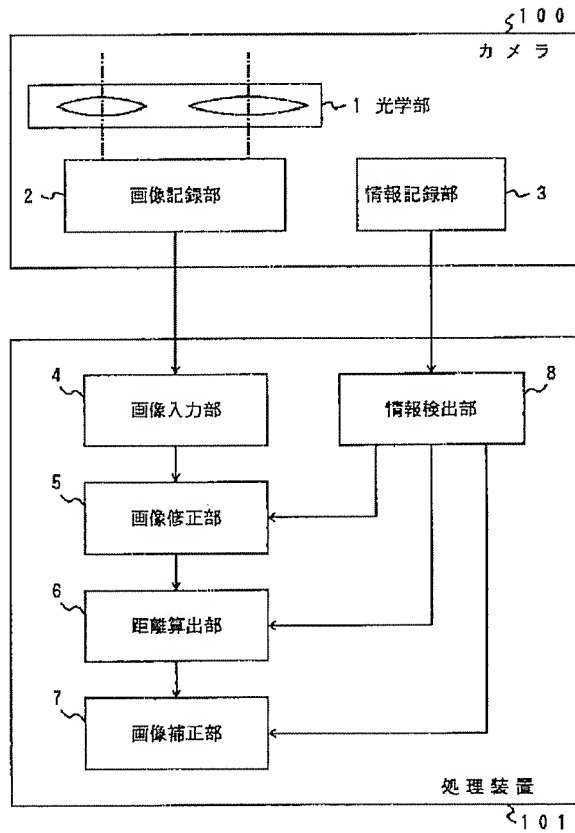 100
カメラ
1 光学部
2 画像記録部
情報記録部 3
4 画像入力部
情報検出部 8
5 画像修正部
6 距離算出部
7 画像補正部
処理装置
101